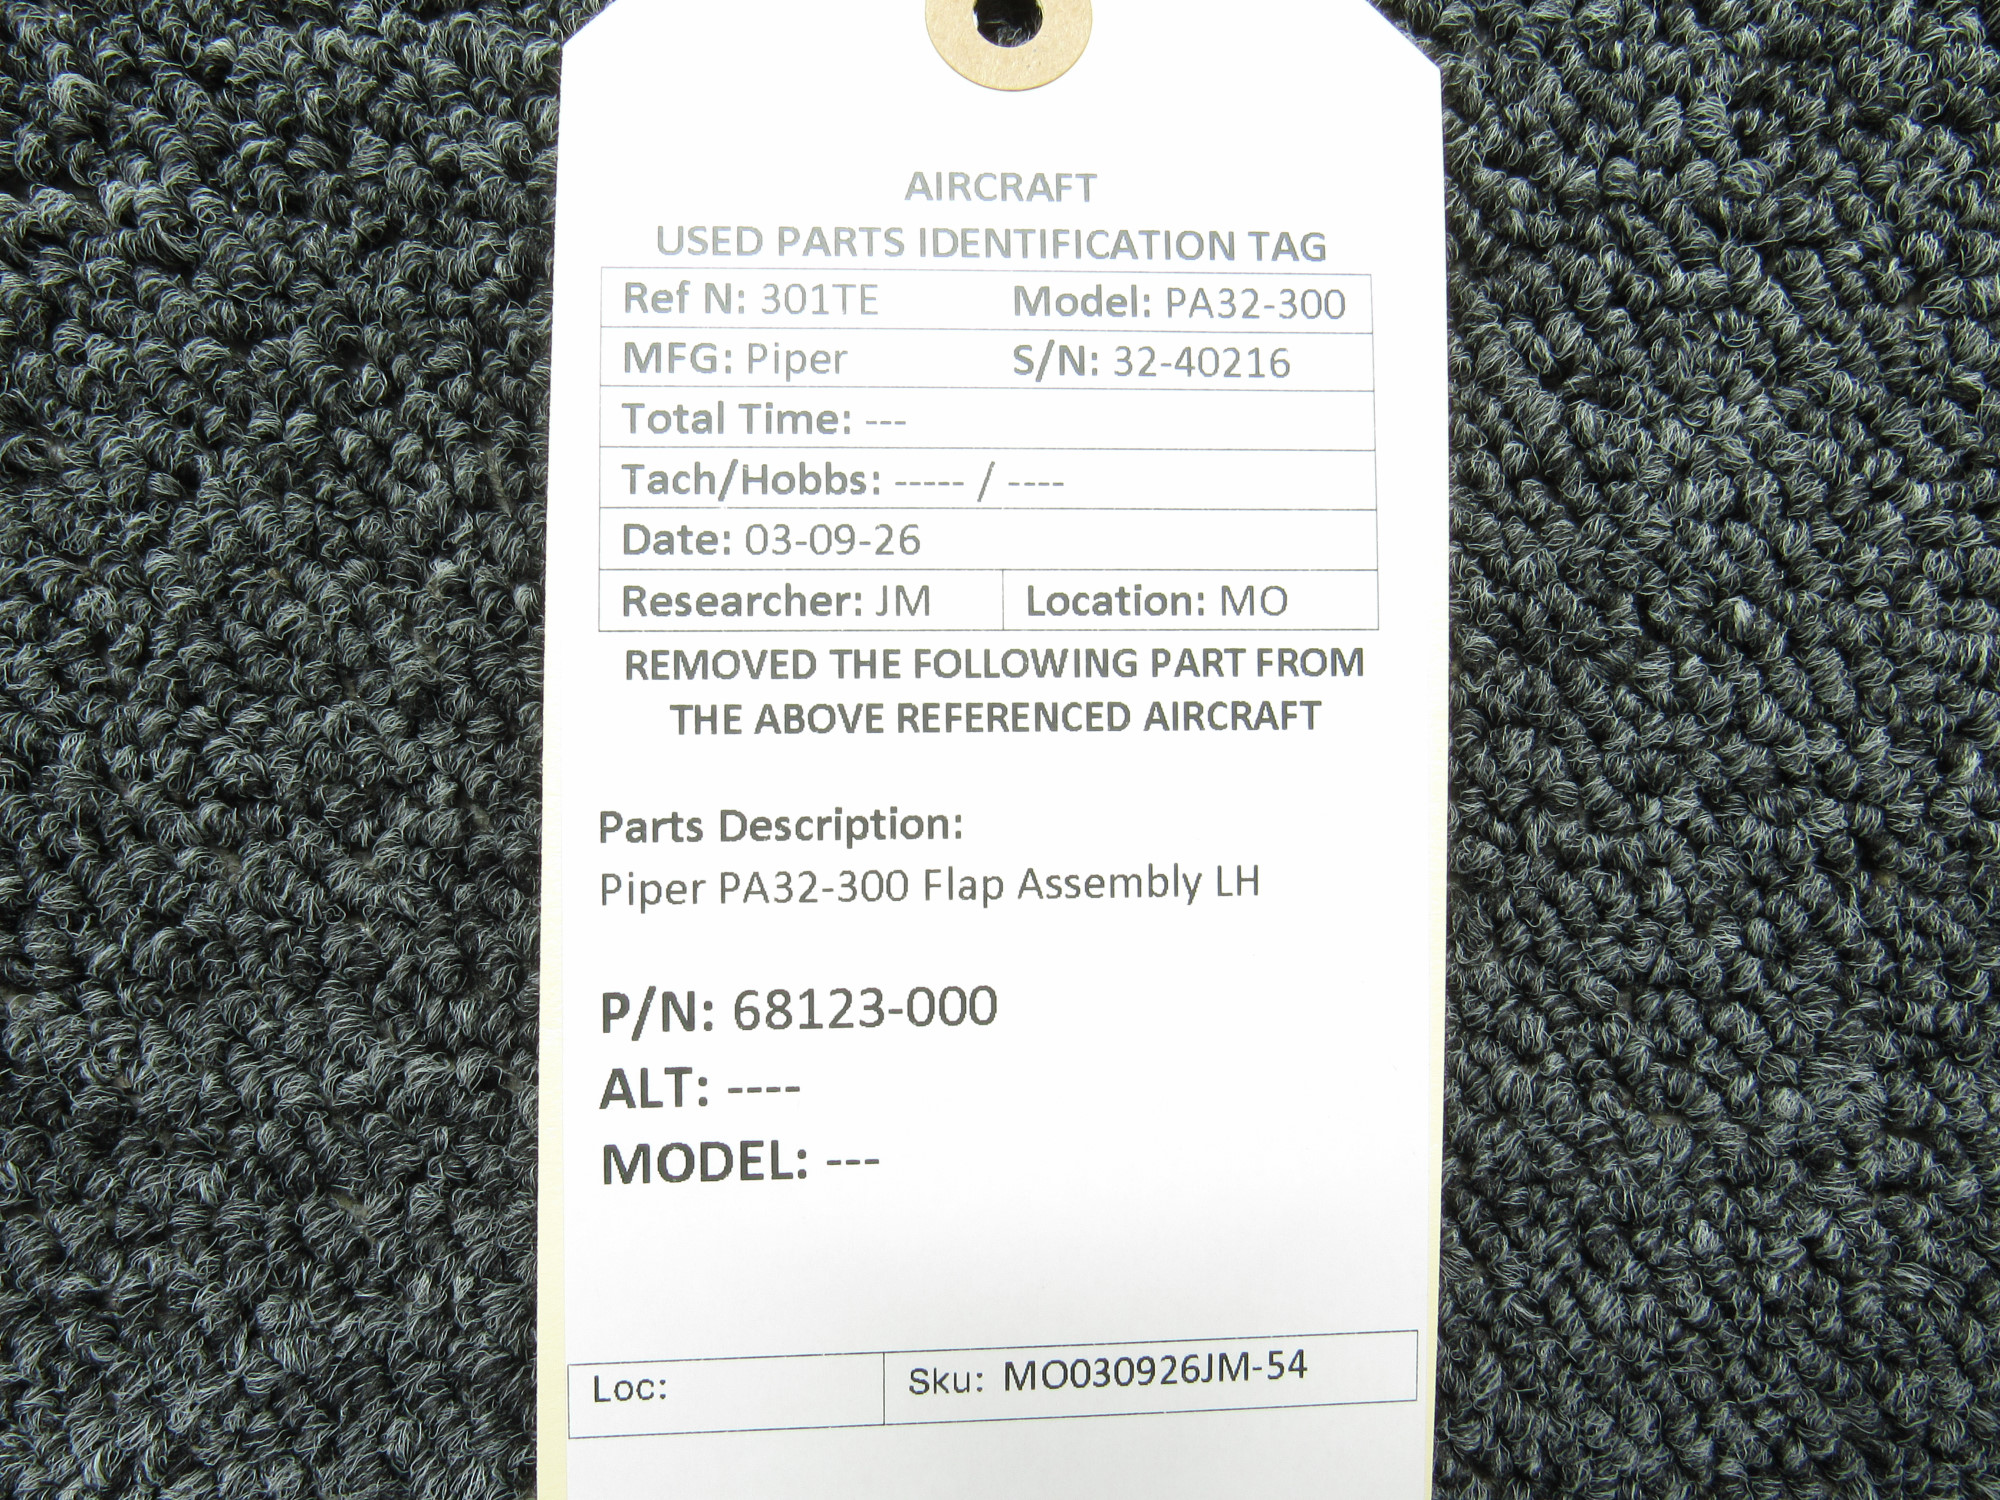 AIRCRAFT
USED PARTS IDENTIFICATION TAG
Ref N: 301TE Model: PA32-300
MFG: Piper S/N: 32-40216
Total Time: ---
Tach/Hobbs: ----- / ----
Date: 03-09-26
Researcher: JM Location: MO
REMOVED THE FOLLOWING PART FROM
THE ABOVE REFERENCED AIRCRAFT
Parts Description:
Piper PA32-300 Flap Assembly LH
P/N: 68123-000
ALT: ----
MODEL: ---
Loc: Sku: MO030926JM-54